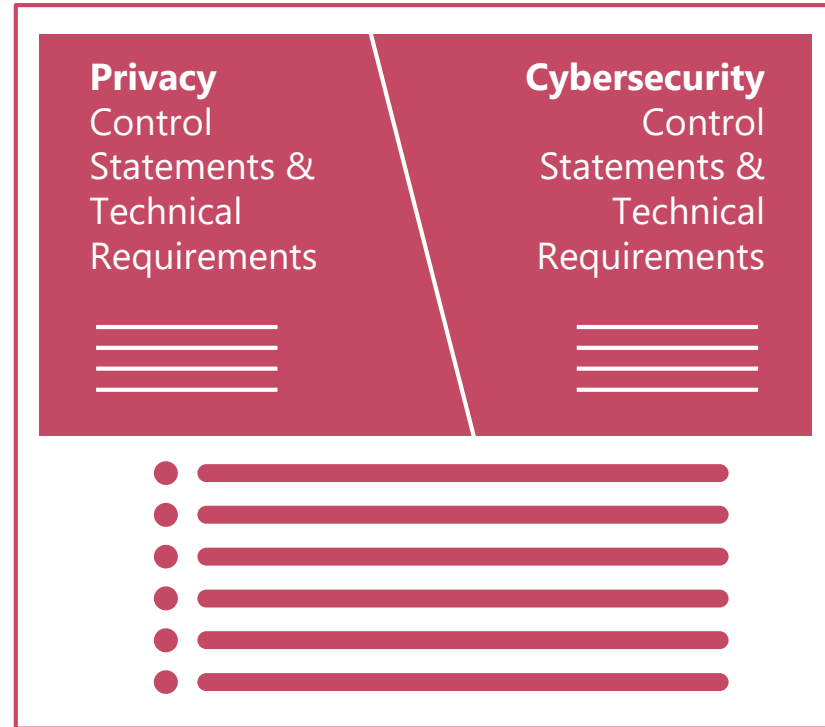 Privacy
Control
Statements &
Technical
Requirements
Cybersecurity
Control
Statements &
Technical
Requirements